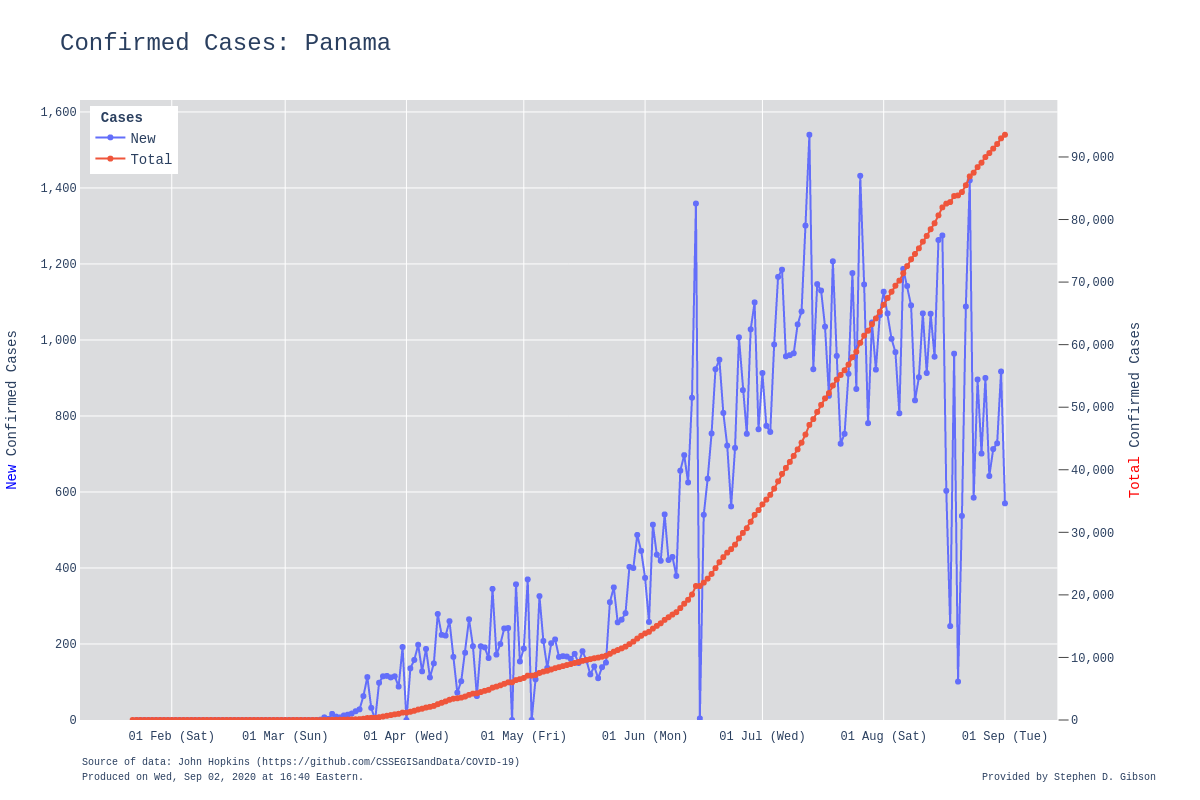 Confirmed Cases: Panama
Cases
New
Total
1,600
1,400
1,200
1,000
800
600
400
200
0
90,000
80,000
70,000
60,000
50,000
40,000
30,000
20,000
10,000
0
New Confirmed Cases
Total Confirmed Cases
01 Feb (Sat) 01 Mar (Sun) 01 Apr (Wed) 01 May (Fri) 01 Jun (Mon) 01 Jul (Wed) 01 Aug (Sat) 01 Sep (Tue)
Source of data: John Hopkins (https://github.com/CSSEGISandData/COVID-19)
Produced on Wed, Sep 02, 2020 at 16:40 Eastern.
Provided by Stephen D. Gibson